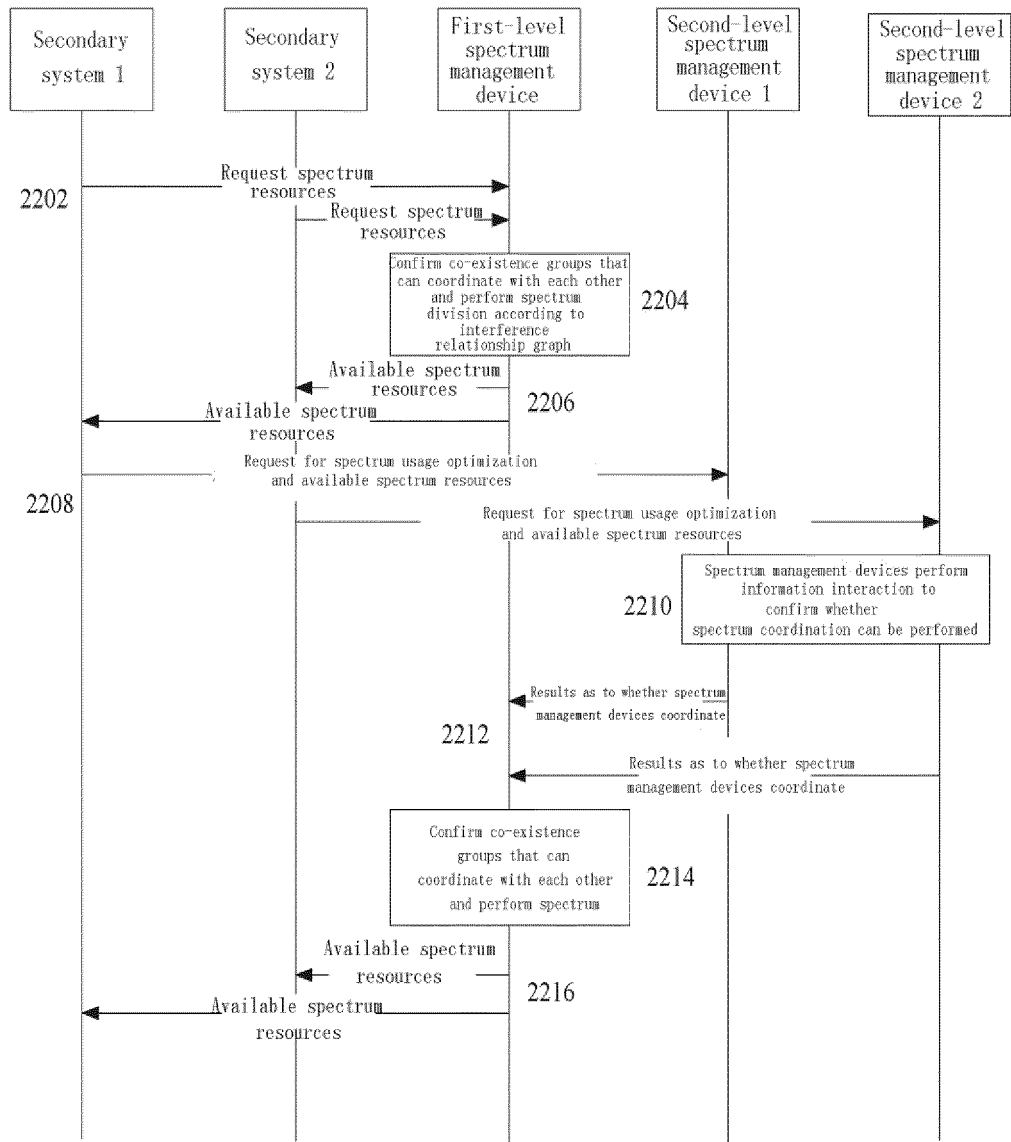 Secondary
system 1
Secondary
system 2
First-level
spectrum
management
device
Second-level
spectrum
management
device 1
Second-level
spectrum
management
device 2
2202
Request spectrum
resources
Request spectrum
resources
Confirm co-existence groups that
can coordinate with each other
and perform spectrum
division according to
interference
relationship graph
2204
Available spectrum
resources
2206
Available spectrum
resources
2208
Request for spectrum usage optimization
and available spectrum resources
Request for spectrum usage optimization
and available spectrum resources
2210
Spectrum management devices perform
information interaction to
confirm whether
spectrum coordination can be performed
Results as to whether spectrum
management devices coordinate
2212
Results as to whether spectrum
management devices coordinate
Confirm co-existence
groups that can
coordinate with each other
and perform spectrum
2214
Available spectrum
resources
2216
Available spectrum
resources